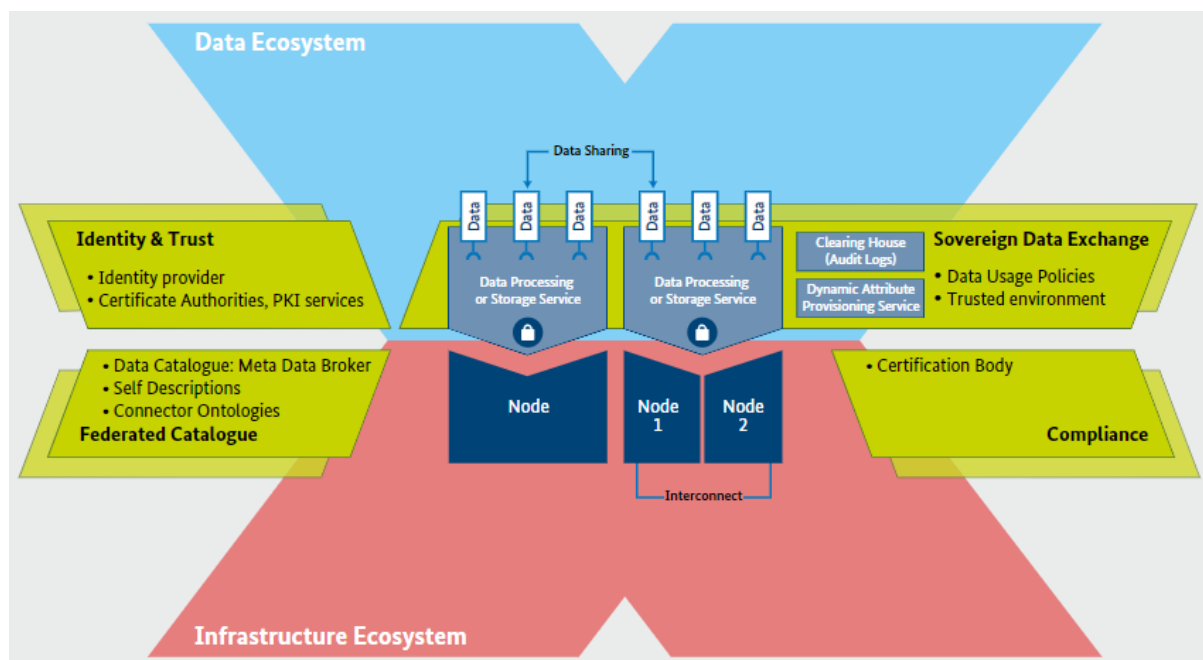 Data Ecosystem
Data Sharing
Data
Data
Data
Data
Data
Data
Identity & Trust
• Identity provider
• Certificate Authorities, PKI services
Data Processing
or Storage Service
Data Processing
or Storage Service
Clearing House
(Audit Logs)
Dynamic Attribute
Provisioning Service
Sovereign Data Exchange
• Data Usage Policies
• Trusted environment
• Data Catalogue: Meta Data Broker
• Self Descriptions
• Connector Ontologies
Federated Catalogue
Node
Node
1
Node
2
Interconnect
• Certification Body
Compliance
Infrastructure Ecosystem